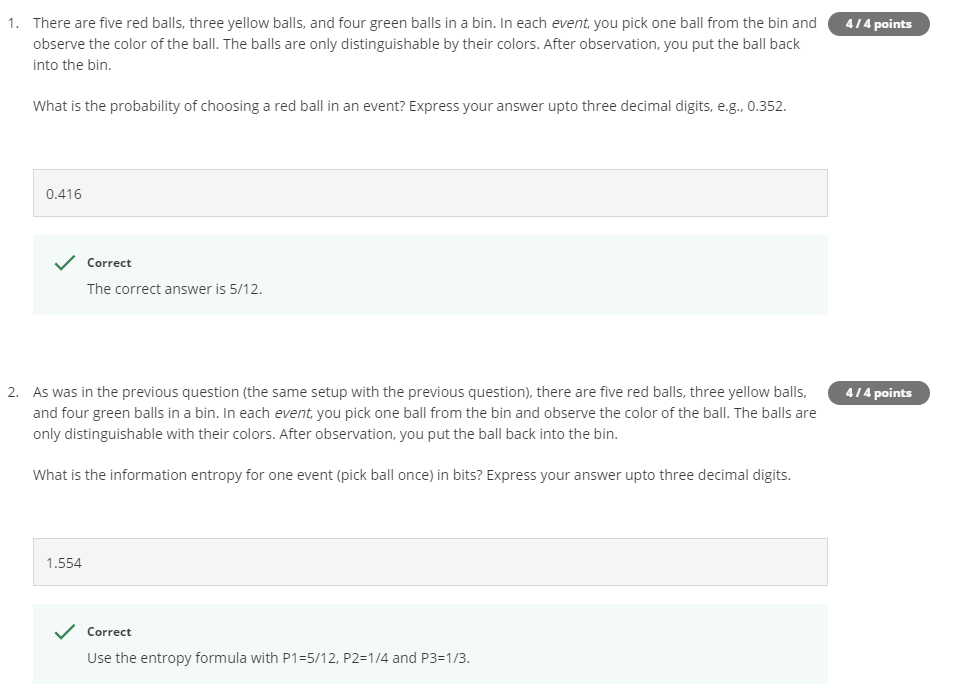 1. There are five red balls, three yellow balls, and four green balls in a bin. In each event, you pick one ball from the bin and
4 / 4 points
observe the color of the ball. The balls are only distinguishable by their colors. After observation, you put the ball back
into the bin.
What is the probability of choosing a red ball in an event? Express your answer upto three decimal digits, e.g., 0.352.
0.416
Correct
The correct answer is 5/12.
2. As was in the previous question (the same setup with the previous question), there are five red balls, three yellow balls,
4 / 4 points
and four green balls in a bin. In each event, you pick one ball from the bin and observe the color of the ball. The balls are
only distinguishable with their colors. After observation, you put the ball back into the bin.
What is the information entropy for one event (pick ball once) in bits? Express your answer upto three decimal digits.
1.554
Correct
Use the entropy formula with P1=5/12, P2=1/4 and P3=1/3.